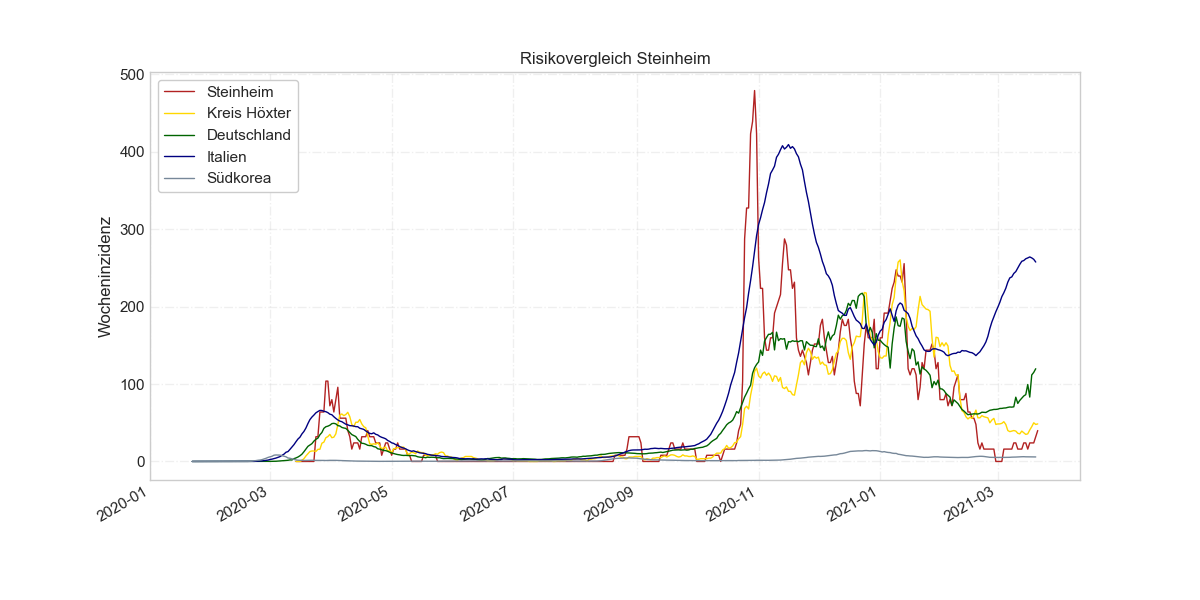 Risikovergleich Steinheim
Wocheninzidenz
500
400
300
200
100
0
Steinheim
Kreis Höxter
Deutschland
Italien
Südkorea
2020-01
2020-03
2020-05
2020-07
2020-09
2020-11
2021-01
2021-03